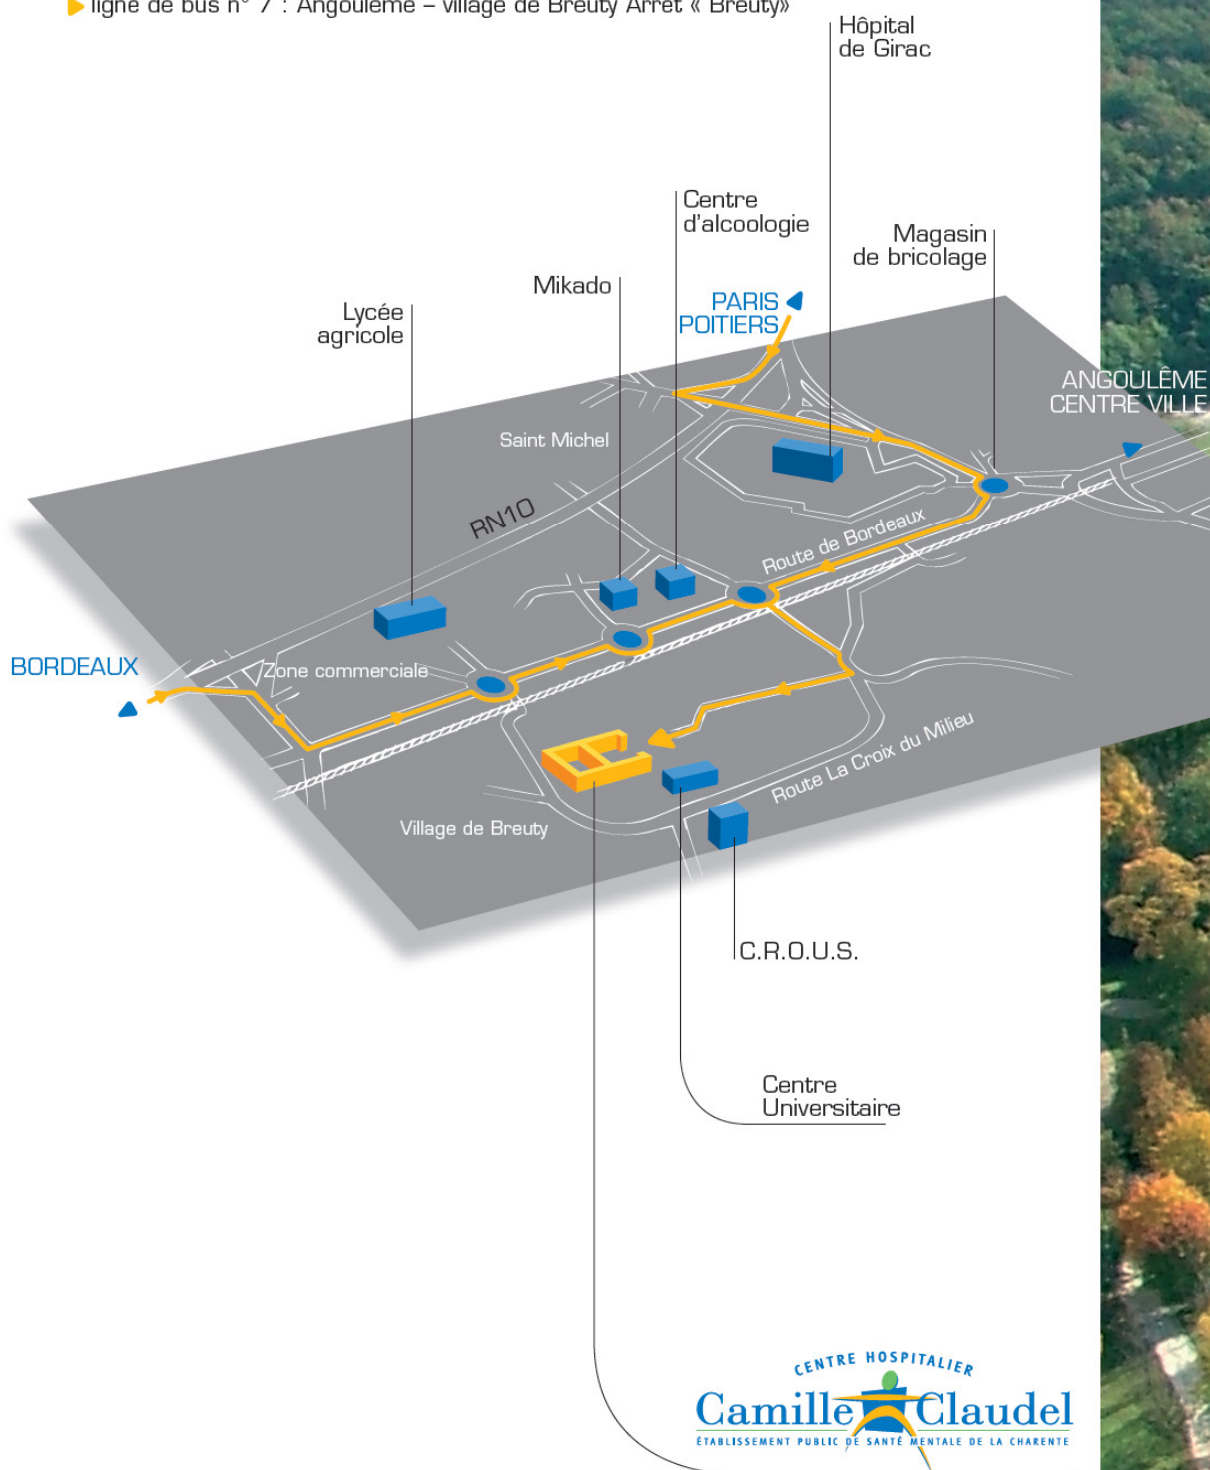 ligne de bus n° 7 : Angoulême – village de Breuty Arrêt « Breuty»
Hôpital
de Girac
Centre
d'alcoologie
Magasin
de bricolage
Mikado
PARIS
POITIERS
Lycée
agricole
ANGOULÊME
CENTRE VILLE
Saint Michel
RN10
Route de Bordeaux
BORDEAUX
Zone commerciale
Route La Croix du Milieu
Village de Breuty
C.R.O.U.S.
Centre
Universitaire
CENTRE HOSPITALIER
Camille Claudel
ÉTABLISSEMENT PUBLIC DE SANTÉ MENTALE DE LA CHARENTE